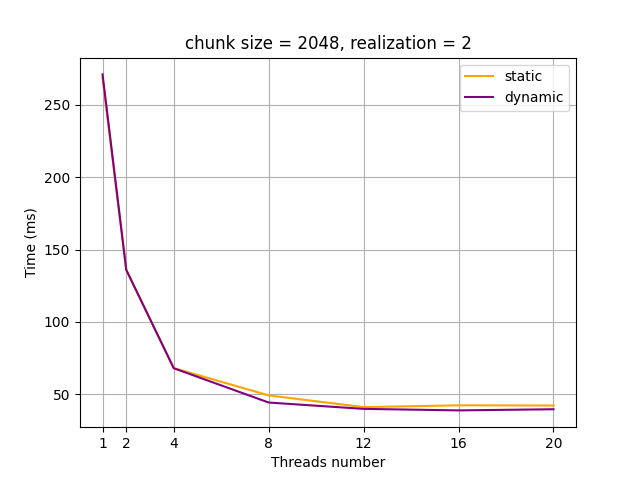 chunk size = 2048, realization = 2
static
dynamic
Time (ms)
250
200
150
100
50
1 2 4 8 12 16 20
Threads number